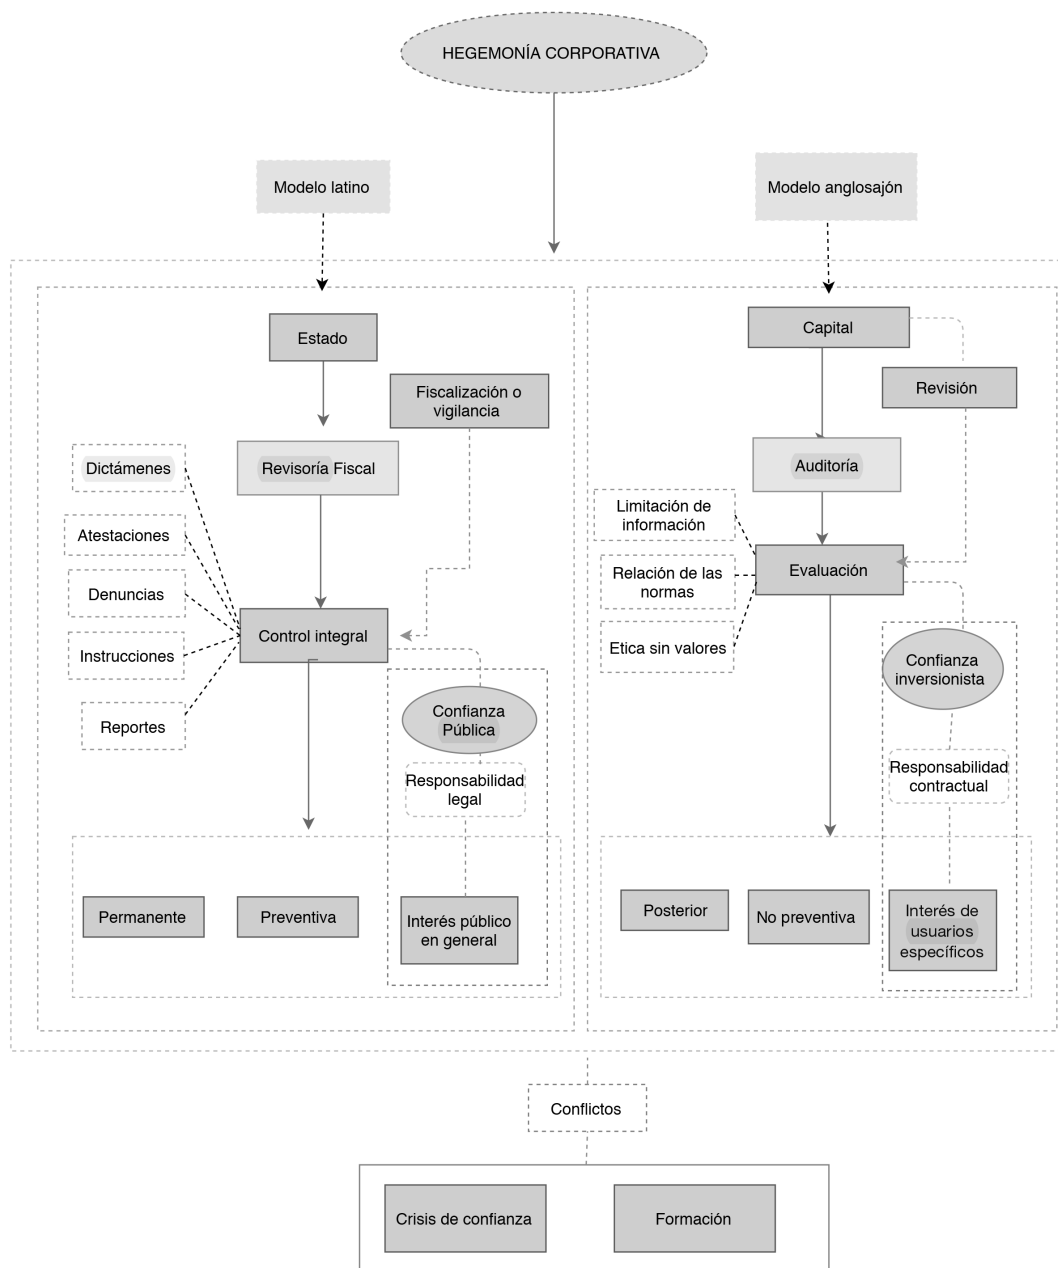 HEGEMONÍA CORPORATIVA
Modelo latino
Modelo anglosajón
Estado
Fiscalización o
vigilancia
Revisoría Fiscal
Dictámenes
Atestaciones
Denuncias
Instrucciones
Reportes
Control integral
Confianza
Pública
Responsabilidad
legal
Permanente
Preventiva
Interés público
en general
Capital
Revisión
Auditoría
Limitación de
información
Relación de las
normas
Etica sin valores
Evaluación
Confianza
inversionista
Responsabilidad
contractual
Posterior
No preventiva
Interés de
usuarios
específicos
Conflictos
Crisis de confianza
Formación